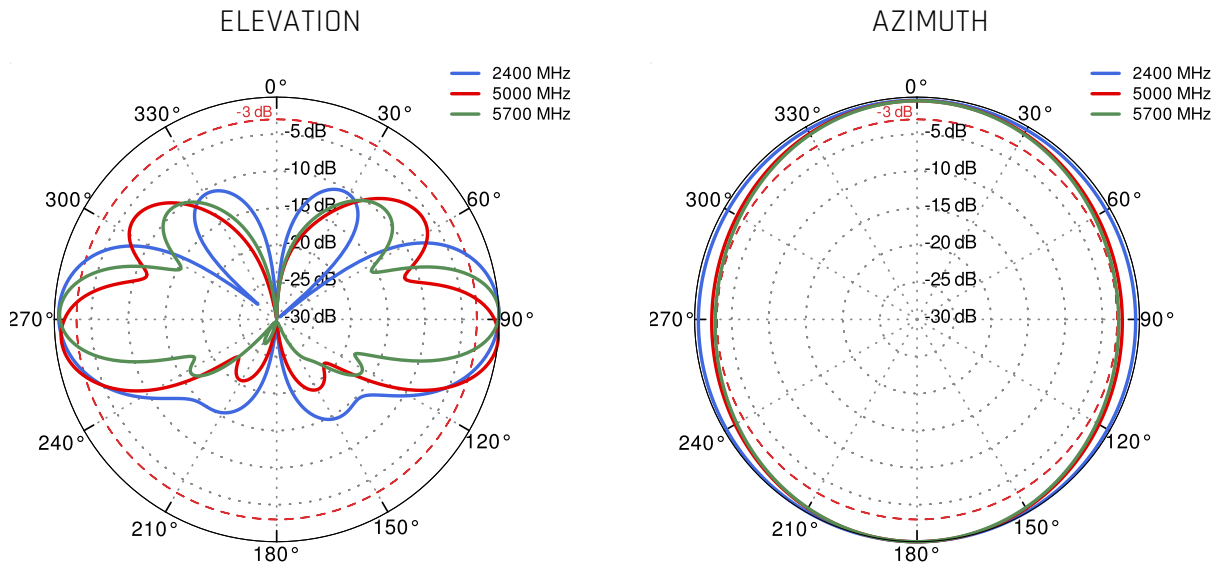 ELEVATION
2400 MHz
5000 MHz
5700 MHz
0°
330°
30°
-3 dB
-5 dB
-10 dB
300°
-15 dB
60°
-20 dB
-25 dB
270°
-30 dB
90°
240°
120°
210°
150°
180°
AZIMUTH
2400 MHz
5000 MHz
5700 MHz
0°
330°
30°
-3 dB
-5 dB
-10 dB
300°
-15 dB
60°
-20 dB
-25 dB
270°
-30 dB
90°
240°
120°
210°
150°
180°